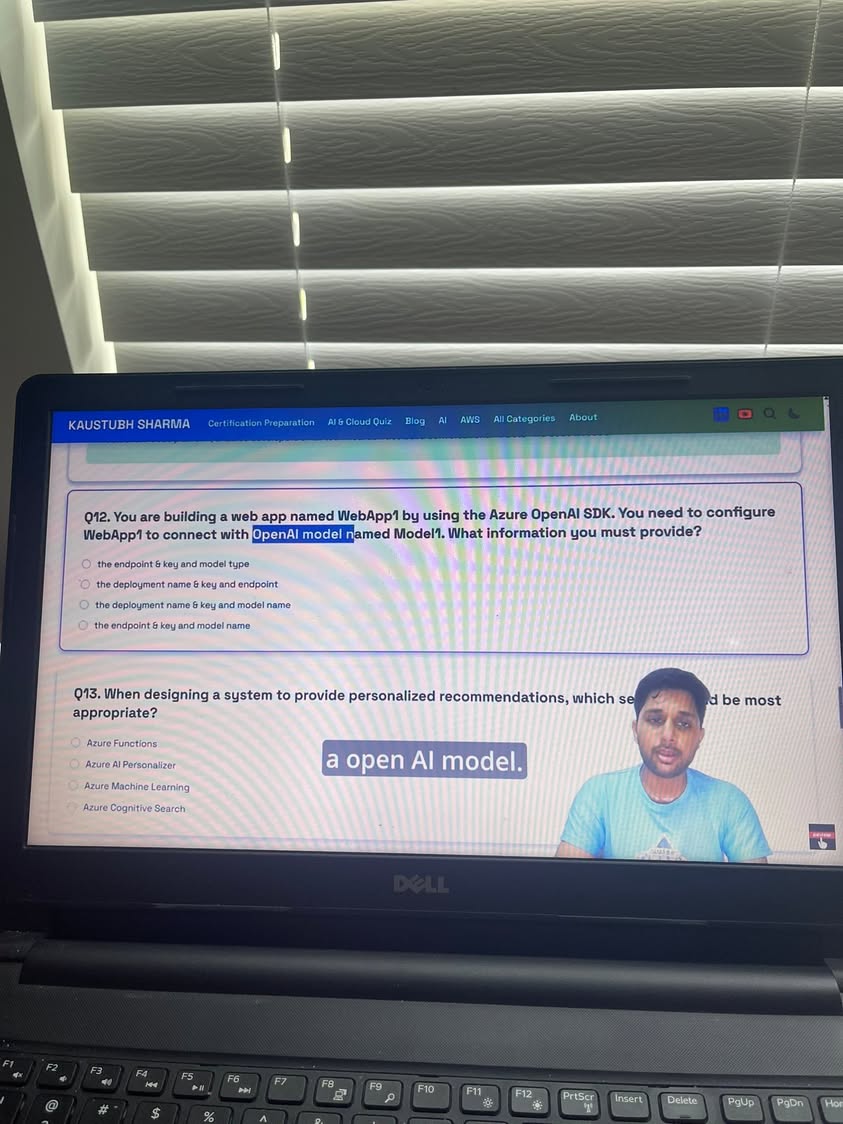 KAUSTUBH SHARMA Certification Preparation AI & Cloud Quiz Blog AI AWS All Categories About
Q12. You are building a web app named WebApp1 by using the Azure OpenAI SDK. You need to configure
WebApp1 to connect with OpenAI model named Model1. What information you must provide?
the endpoint & key and model type
the deployment name & key and endpoint
the deployment name & key and model name
the endpoint & key and model name
Q13. When designing a system to provide personalized recommendations, which se d be most
appropriate?
Azure Functions
Azure AI Personalizer
Azure Machine Learning
Azure Cognitive Search
a open AI model.
DELL
F1 F2 F3 F4 F5 F6 F7 F8 F9 F10 F11 F12 PrtScr Insert Delete PgUp PgDn Hor
@ # $ % ^ &